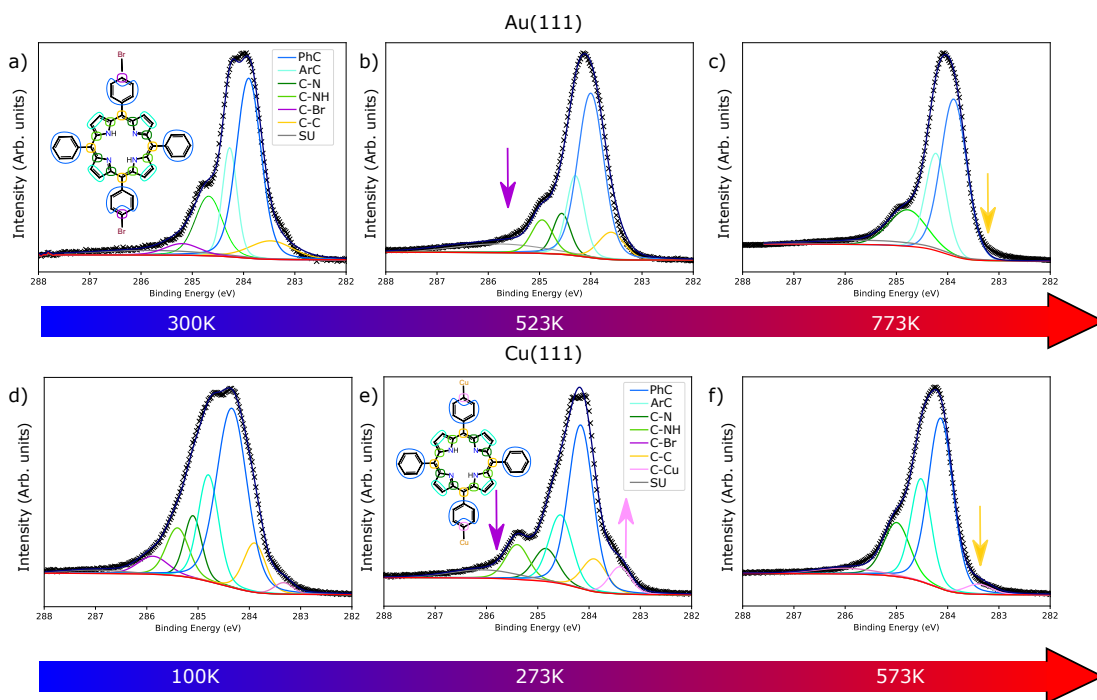 Au(111)
a)
Br
NH
N
N
HN
Br
PhC
ArC
C-N
C-NH
C-Br
C-C
SU
Intensity (Arb. units)
288 287 286 285 284 283 282
Binding Energy (eV)
b)
Intensity (Arb. units)
288 287 286 285 284 283 282
Binding Energy (eV)
c)
Intensity (Arb. units)
288 287 286 285 284 283 282
Binding Energy (eV)
300K 523K 773K
Cu(111)
d)
Intensity (Arb. units)
288 287 286 285 284 283 282
Binding Energy (eV)
e)
Cu
NH
N
N
HN
Cu
PhC
ArC
C-N
C-NH
C-Br
C-C
C-Cu
SU
Intensity (Arb. units)
288 287 286 285 284 283 282
Binding Energy (eV)
f)
Intensity (Arb. units)
288 287 286 285 284 283 282
Binding Energy (eV)
100K 273K 573K